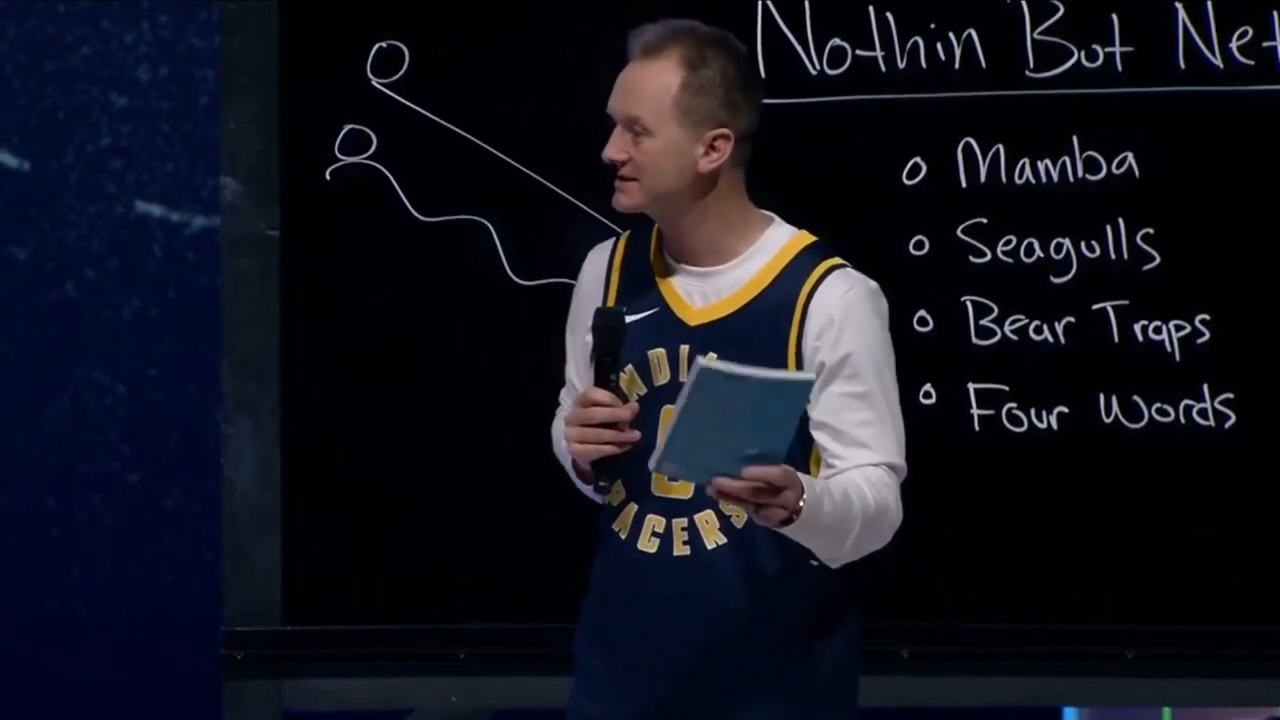 Nothin But Net
Mamba
Seagulls
Bear Traps
Four Words
PACERS